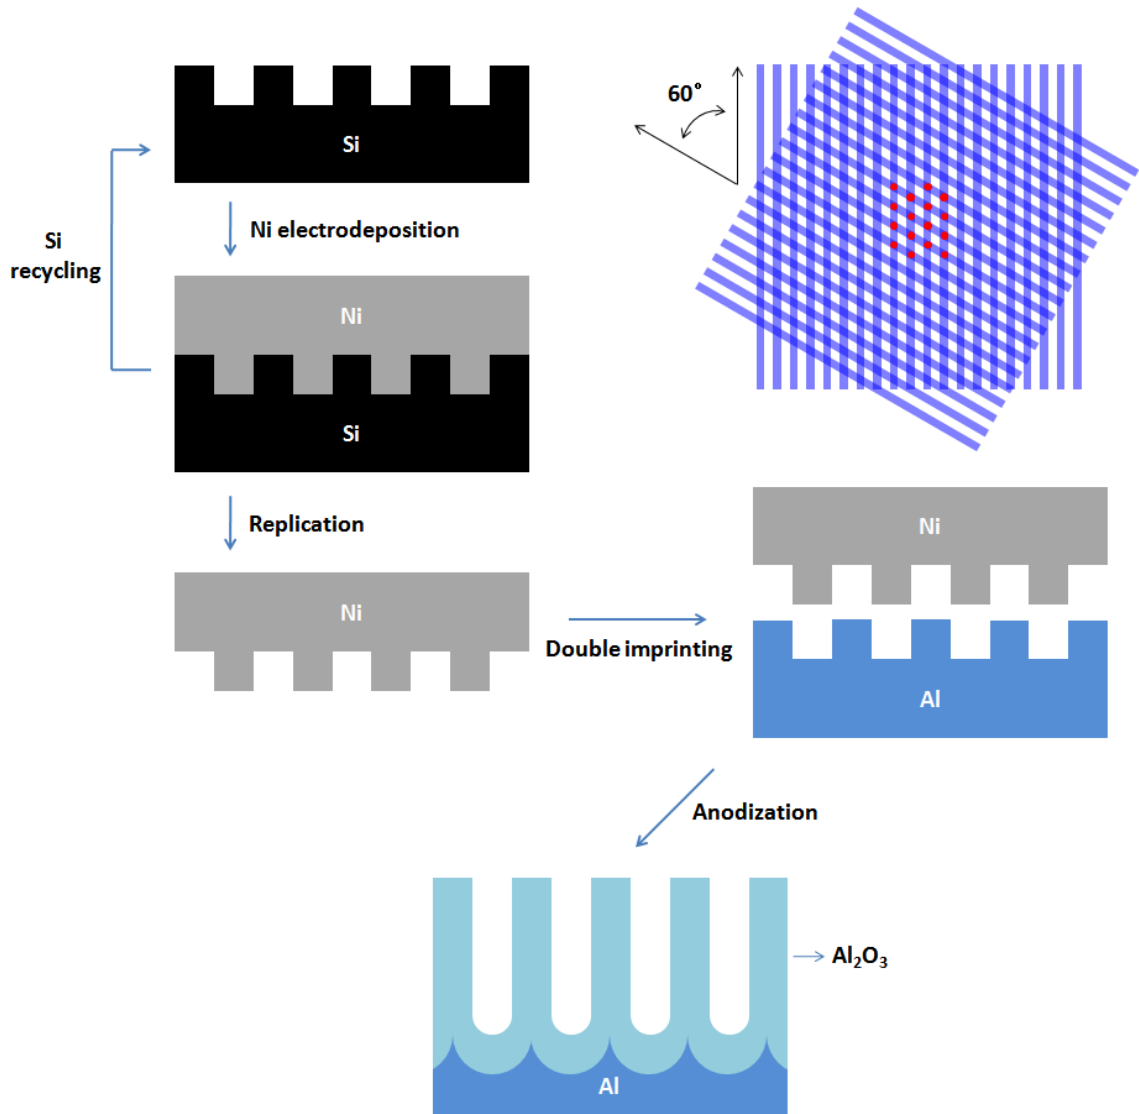 Si
Ni electrodeposition
Si
recycling
Ni
Si
Replication
Ni
60°
Double imprinting
Ni
Al
Anodization
Al₂O₃
Al